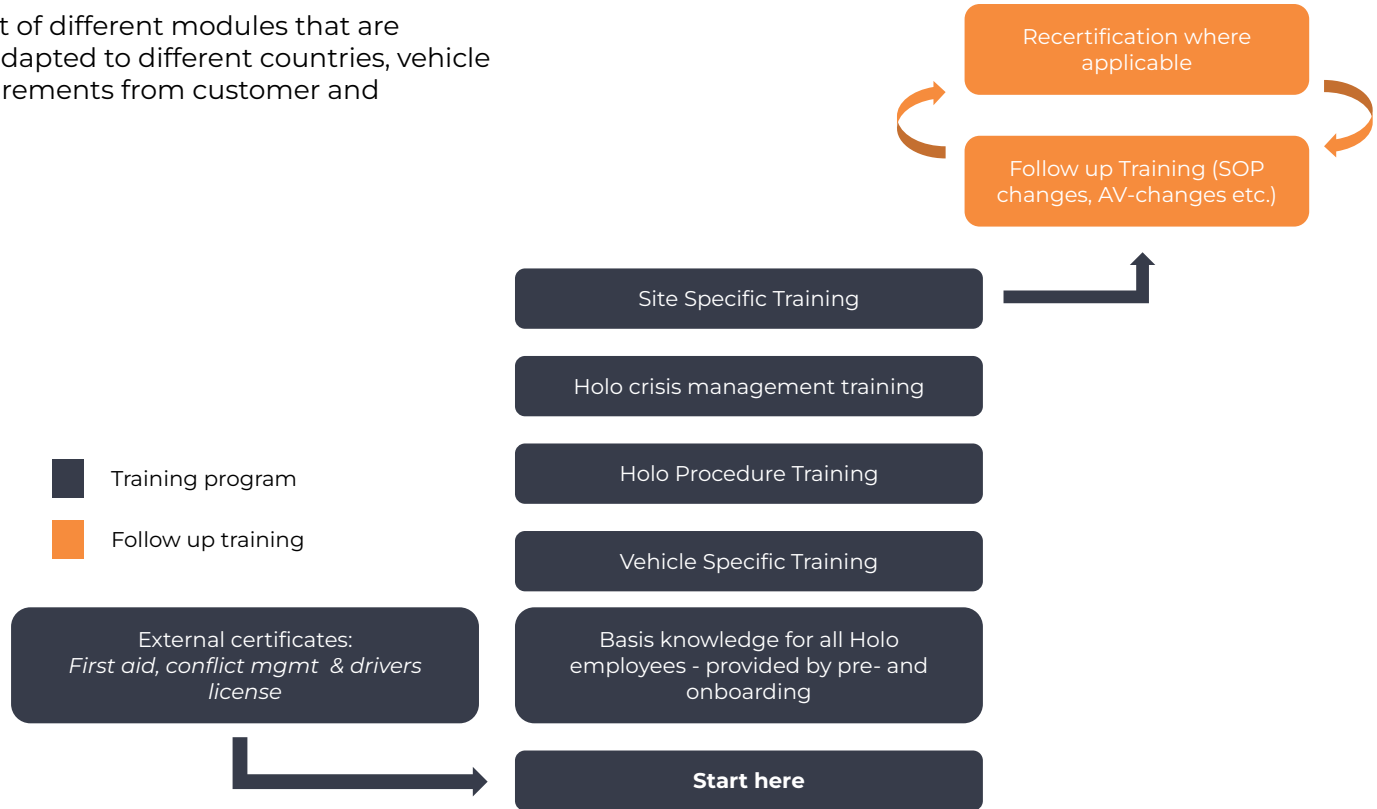 t of different modules that are
dapted to different countries, vehicle
rements from customer and
Recertification where
applicable
Follow up Training (SOP
changes, AV-changes etc.)
Site Specific Training
Holo crisis management training
Holo Procedure Training
Vehicle Specific Training
Training program
Follow up training
External certificates:
First aid, conflict mgmt & drivers
license
Basis knowledge for all Holo
employees - provided by pre- and
onboarding
Start here